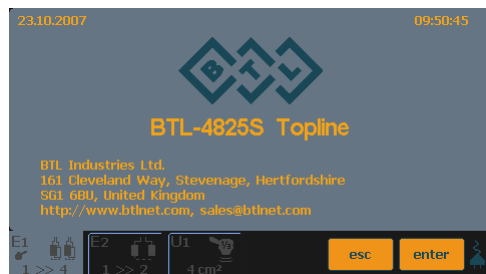 23.10.2007 09:50:45
BTL
BTL-4825S Topline
BTL Industries Ltd.
161 Cleveland Way, Stevenage, Hertfordshire
SG1 6BU, United Kingdom
http://www.btlnet.com, sales@btlnet.com
E1 E2 U1 ⅓
1 >> 4 1 >> 2 4 cm² esc enter